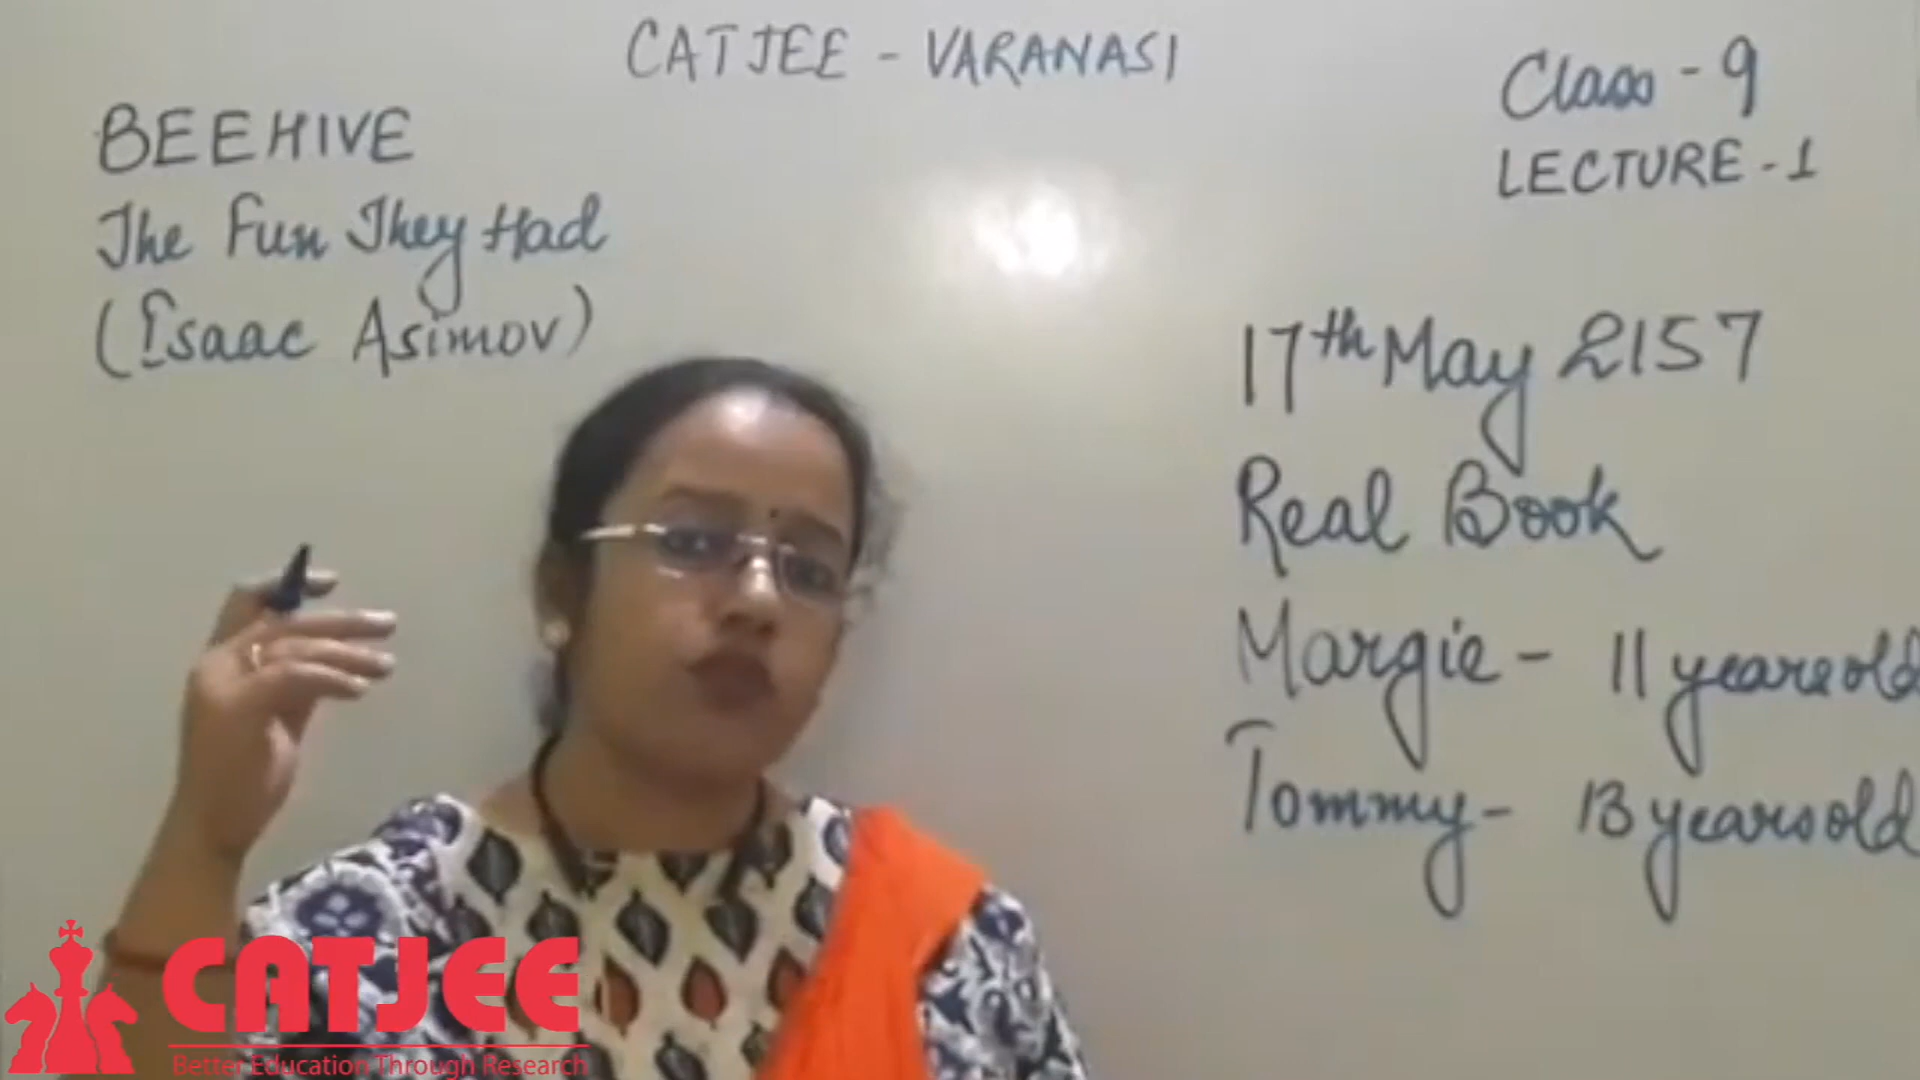 CATJEE - VARANASI
Class - 9
LECTURE - 1
BEEHIVE
The Fun They Had
(Isaac Asimov)
17th May 2157
Real Book
Margie - 11 years old
Tommy - 13 years old
CATJEE
Better Education Through Research